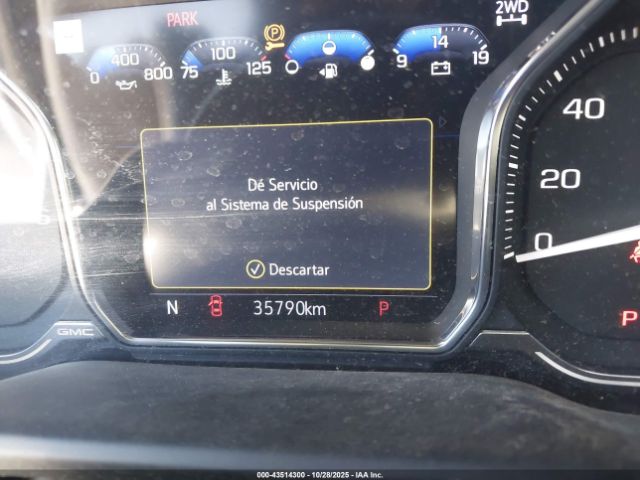 PARK
2WD
0 400 800
75 100 125
9 14 19
Dé Servicio
al Sistema de Suspensión
Descartar
N 35790km P
GMC
40
20
0
P
000-43514300 - 10/28/2025 - IAA Inc.